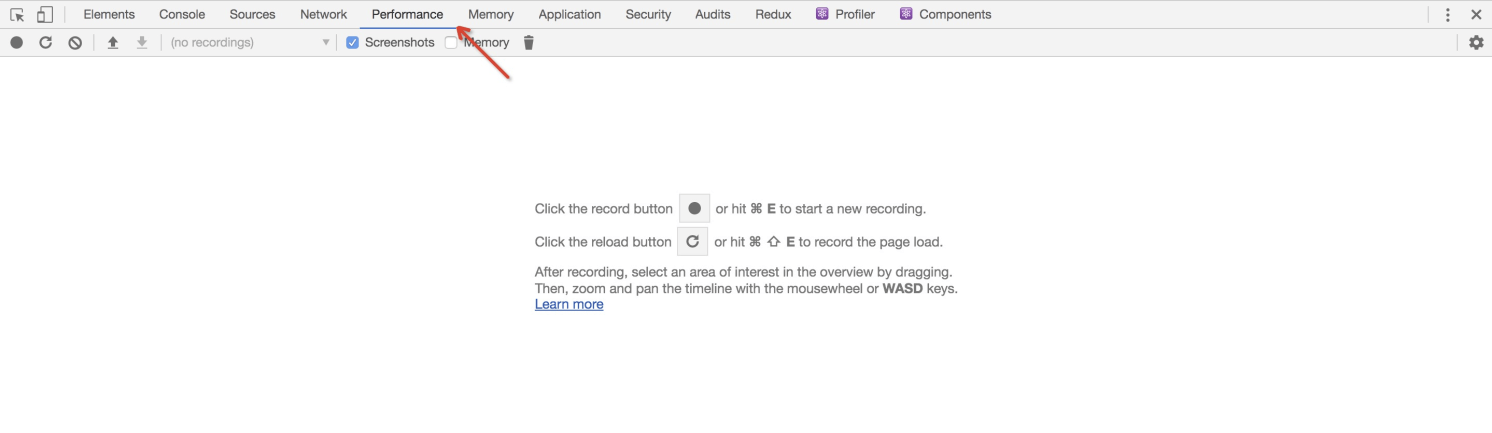 Elements Console Sources Network Performance Memory Application Security Audits Redux Profiler Components
(no recordings) Screenshots Memory
Click the record button or hit ⌘ E to start a new recording.
Click the reload button or hit ⌘ ⇧ E to record the page load.
After recording, select an area of interest in the overview by dragging.
Then, zoom and pan the timeline with the mousewheel or WASD keys.
Learn more